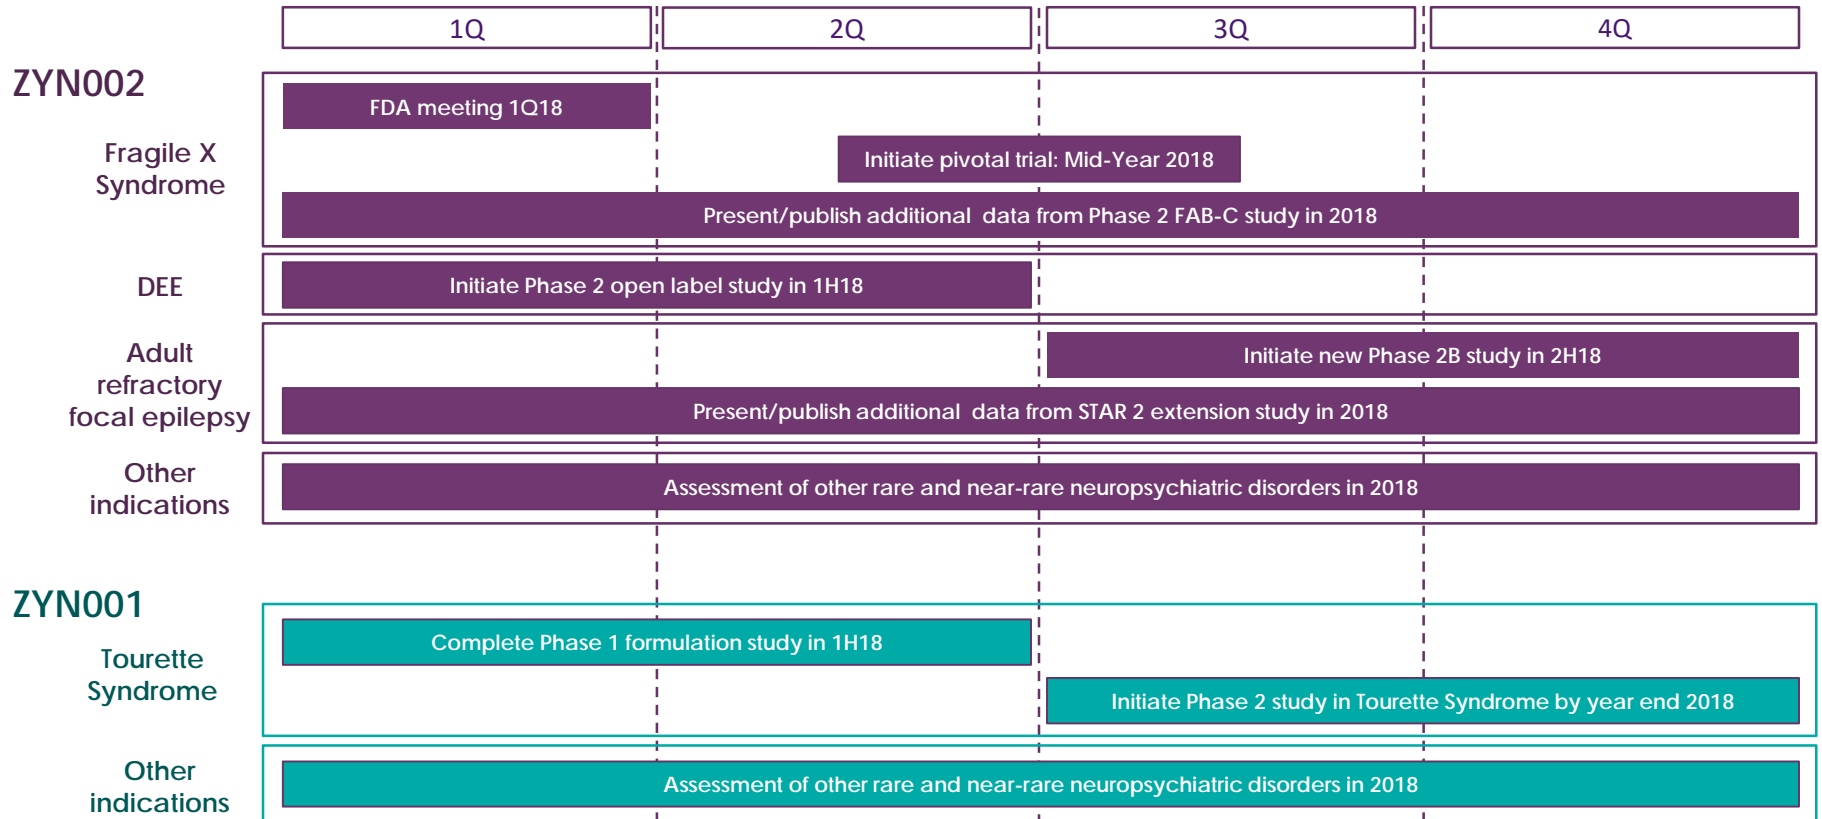 1Q
2Q
3Q
4Q
ZYN002
Fragile X
Syndrome
FDA meeting 1Q18
Initiate pivotal trial: Mid-Year 2018
Present/publish additional data from Phase 2 FAB-C study in 2018
DEE
Initiate Phase 2 open label study in 1H18
Adult
refractory
focal epilepsy
Initiate new Phase 2B study in 2H18
Present/publish additional data from STAR 2 extension study in 2018
Other
indications
Assessment of other rare and near-rare neuropsychiatric disorders in 2018
ZYN001
Tourette
Syndrome
Complete Phase 1 formulation study in 1H18
Initiate Phase 2 study in Tourette Syndrome by year end 2018
Other
indications
Assessment of other rare and near-rare neuropsychiatric disorders in 2018